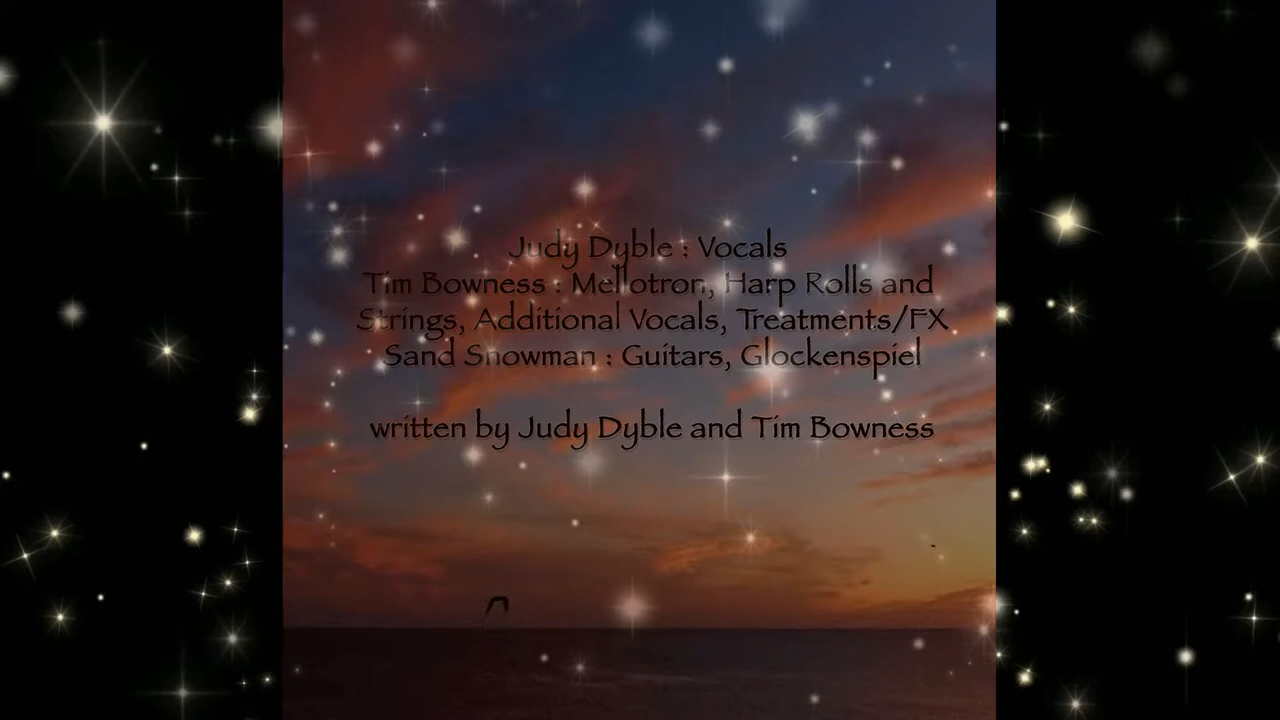 Judy Dyble : Vocals
Tim Bowness : Mellotron, Harp Rolls and
Strings, Additional Vocals, Treatments/FX
Sand Snowman : Guitars, Glockenspiel
written by Judy Dyble and Tim Bowness